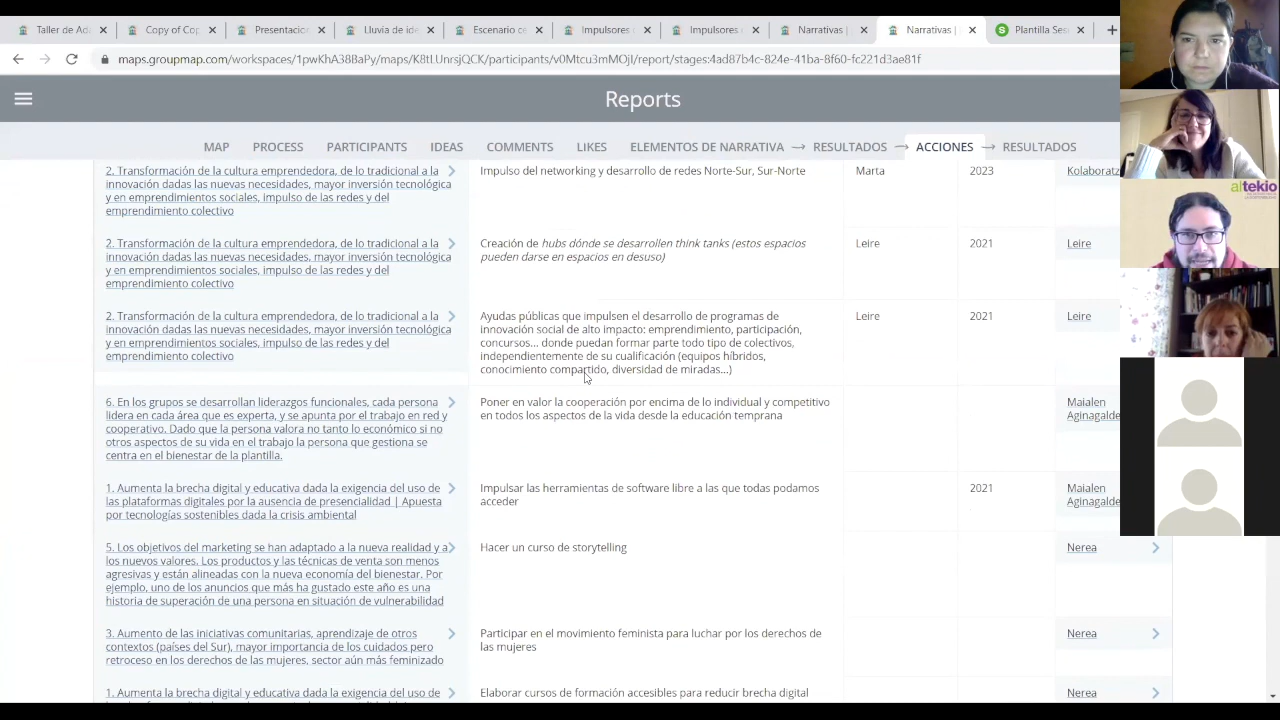 Taller de Ad
Copy of Cop
Presentacio
Lluvia de ide
Escenario ce
Impulsores
Impulsores
Narrativas |
Narrativas |
Plantilla Ses
maps.groupmap.com/workspaces/1pwkhA38BaPy/maps/
Reports
MAP PROCESS PARTICIPANTS IDEAS COMMENTS LIKES ELEMENTOS DE NARRATIVA RESULTADOS ACCIONES RESULTADOS
2. Transformación de la cultura emprendedora, de lo tradicional a la
innovación dadas las nuevas necesidades, mayor inversión tecnológica
y en emprendimientos sociales, impulso de las redes y del
emprendimiento colectivo
Impulso del networking y desarrollo de redes Norte-Sur, Sur-Norte
Marta
2023
Kolaboratz
2. Transformación de la cultura emprendedora, de lo tradicional a la
innovación dadas las nuevas necesidades, mayor inversión tecnológica
y en emprendimientos sociales, impulso de las redes y del
emprendimiento colectivo
Creación de hubs dónde se desarrollen think tanks (estos espacios
pueden darse en espacios en desuso)
Leire
2021
Leire
2. Transformación de la cultura emprendedora, de lo tradicional a la
innovación dadas las nuevas necesidades, mayor inversión tecnológica
y en emprendimientos sociales, impulso de las redes y del
emprendimiento colectivo
Ayudas públicas que impulsen el desarrollo de programas de
innovación social de alto impacto: emprendimiento, participación,
concursos... donde puedan formar parte todo tipo de colectivos,
independientemente de su cualificación (equipos híbridos,
conocimiento compartido, diversidad de miradas...)
Leire
2021
Leire
6. En los grupos se desarrollan liderazgos funcionales, cada persona
lidera en cada área que es experta, y se apunta por el trabajo en red y
cooperativo. Dado que la persona valora no tanto lo económico si no
otros aspectos de su vida en el trabajo la persona que gestiona se
centra en el bienestar de la plantilla.
Poner en valor la cooperación por encima de lo individual y competitivo
en todos los aspectos de la vida desde la educación temprana
Maialen
Aginagalde
1. Aumenta la brecha digital y educativa dada la exigencia del uso de
las plataformas digitales por la ausencia de presencialidad | Apuesta
por tecnologías sostenibles dada la crisis ambiental
Impulsar las herramientas de software libre a las que todas podamos
acceder
2021
Maialen
Aginagalde
5. Los objetivos del marketing se han adaptado a la nueva realidad y a
los nuevos valores. Los productos y las técnicas de venta son menos
agresivas y están alineadas con la nueva economía del bienestar. Por
ejemplo, uno de los anuncios que más ha gustado este año es una
historia de superación de una persona en situación de vulnerabilidad
Hacer un curso de storytelling
Nerea
3. Aumento de las iniciativas comunitarias, aprendizaje de otros
contextos (países del Sur), mayor importancia de los cuidados pero
retroceso en los derechos de las mujeres, sector aún más feminizado
Participar en el movimiento feminista para luchar por los derechos de
las mujeres
Nerea
1. Aumenta la brecha digital y educativa dada la exigencia del uso de
Elaborar cursos de formación accesibles para reducir brecha digital
Nerea
altekio